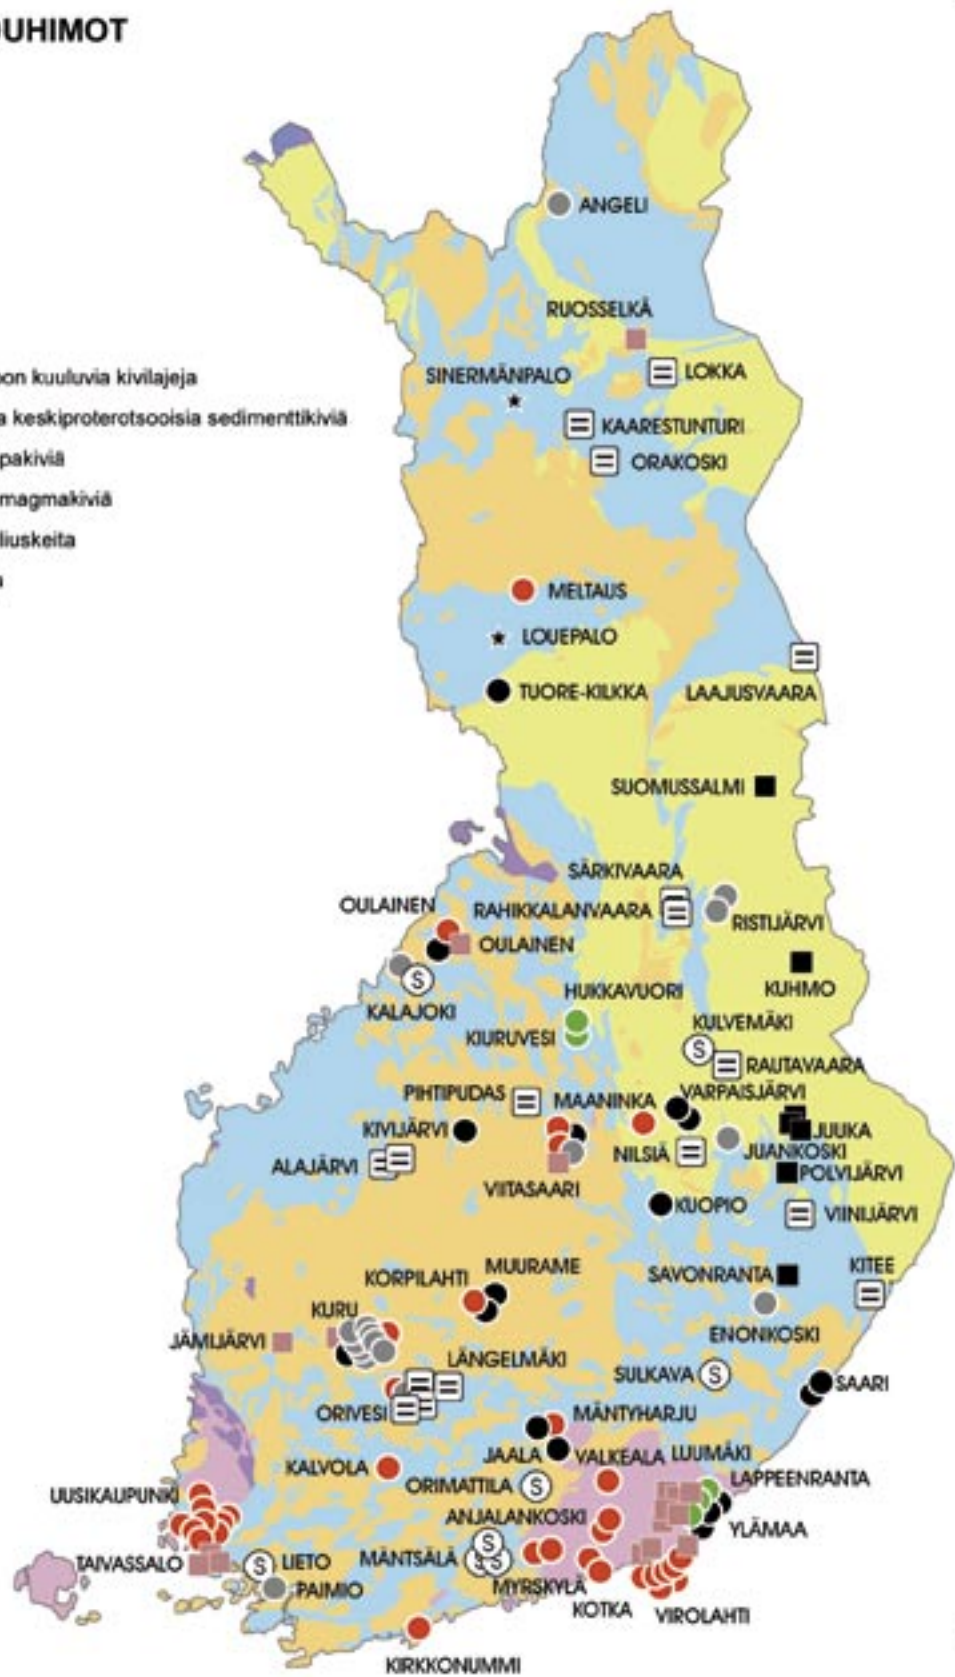 OUHIMOT
oon kuuluvia kivilajeja
a keskiproterotsooisia sedimenttikiviä
pakiviä
magmakiviä
liuskeita
ANGELI
RUOSSELKÄ
LOKKA
SINERMÄNPALO
KAARESTUNTURI
ORAKOSKI
MELTAUS
LOUEPALO
TUORE-KILKKA
LAAJUSVAARA
SUOMUSSALMI
SÄRKIVAARA
OULAINEN
RAHIKKALANVAARA
RISTIJÄRVI
OULAINEN
KUHMO
S
KALAJOKI
HUKKAVUORI
KULVEMÄKI
KIURUVESI
S
RAUTAVAARA
PIHTIPUDAS
MAANINKA
VARPAISJÄRVI
KIVIJÄRVI
JUUKA
NILSIÄ
JUANKOSKI
ALAJÄRVI
POLVIJÄRVI
VIITASAARI
KUOPIO
VIINIJÄRVI
KITEE
SAVONRANTA
MUURAME
KORPILAHTI
KURU
ENONKOSKI
JÄMIJÄRVI
LÄNGELMÄKI
SULKAVA
S
SAARI
ORIVESI
MÄNTYHARJU
JAALA
VALKEALA
LUUMÄKI
KALVOLA
LAPPEENRANTA
ORIMATTILA
S
UUSIKAUPUNKI
ANJALANKOSKI
YLÄMAA
S
TAIVASSALO
S
LIETO
MÄNTSÄLÄ
S
S
PAIMIO
MYRSKYLÄ
KOTKA
VIROLAHTI
KIRKKONUMMI